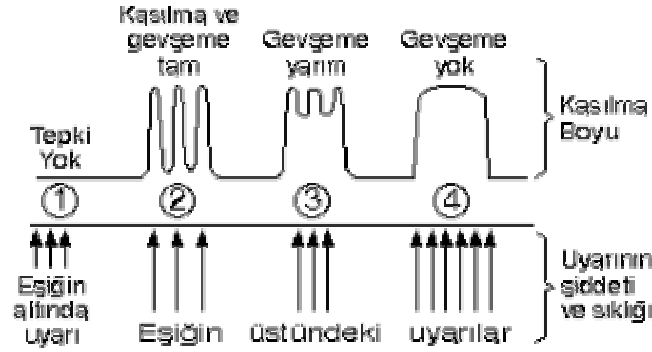 Kasılma ve
gevşeme
tam
Gevşeme
yarım
Gevşeme
yok
Tepki
Yok
Kasılma
Boyu
1
2
3
4
Eşiğin
altında
uyarı
Eşiğin üstündeki uyarılar
Uyarının
şiddeti
ve sıklığı